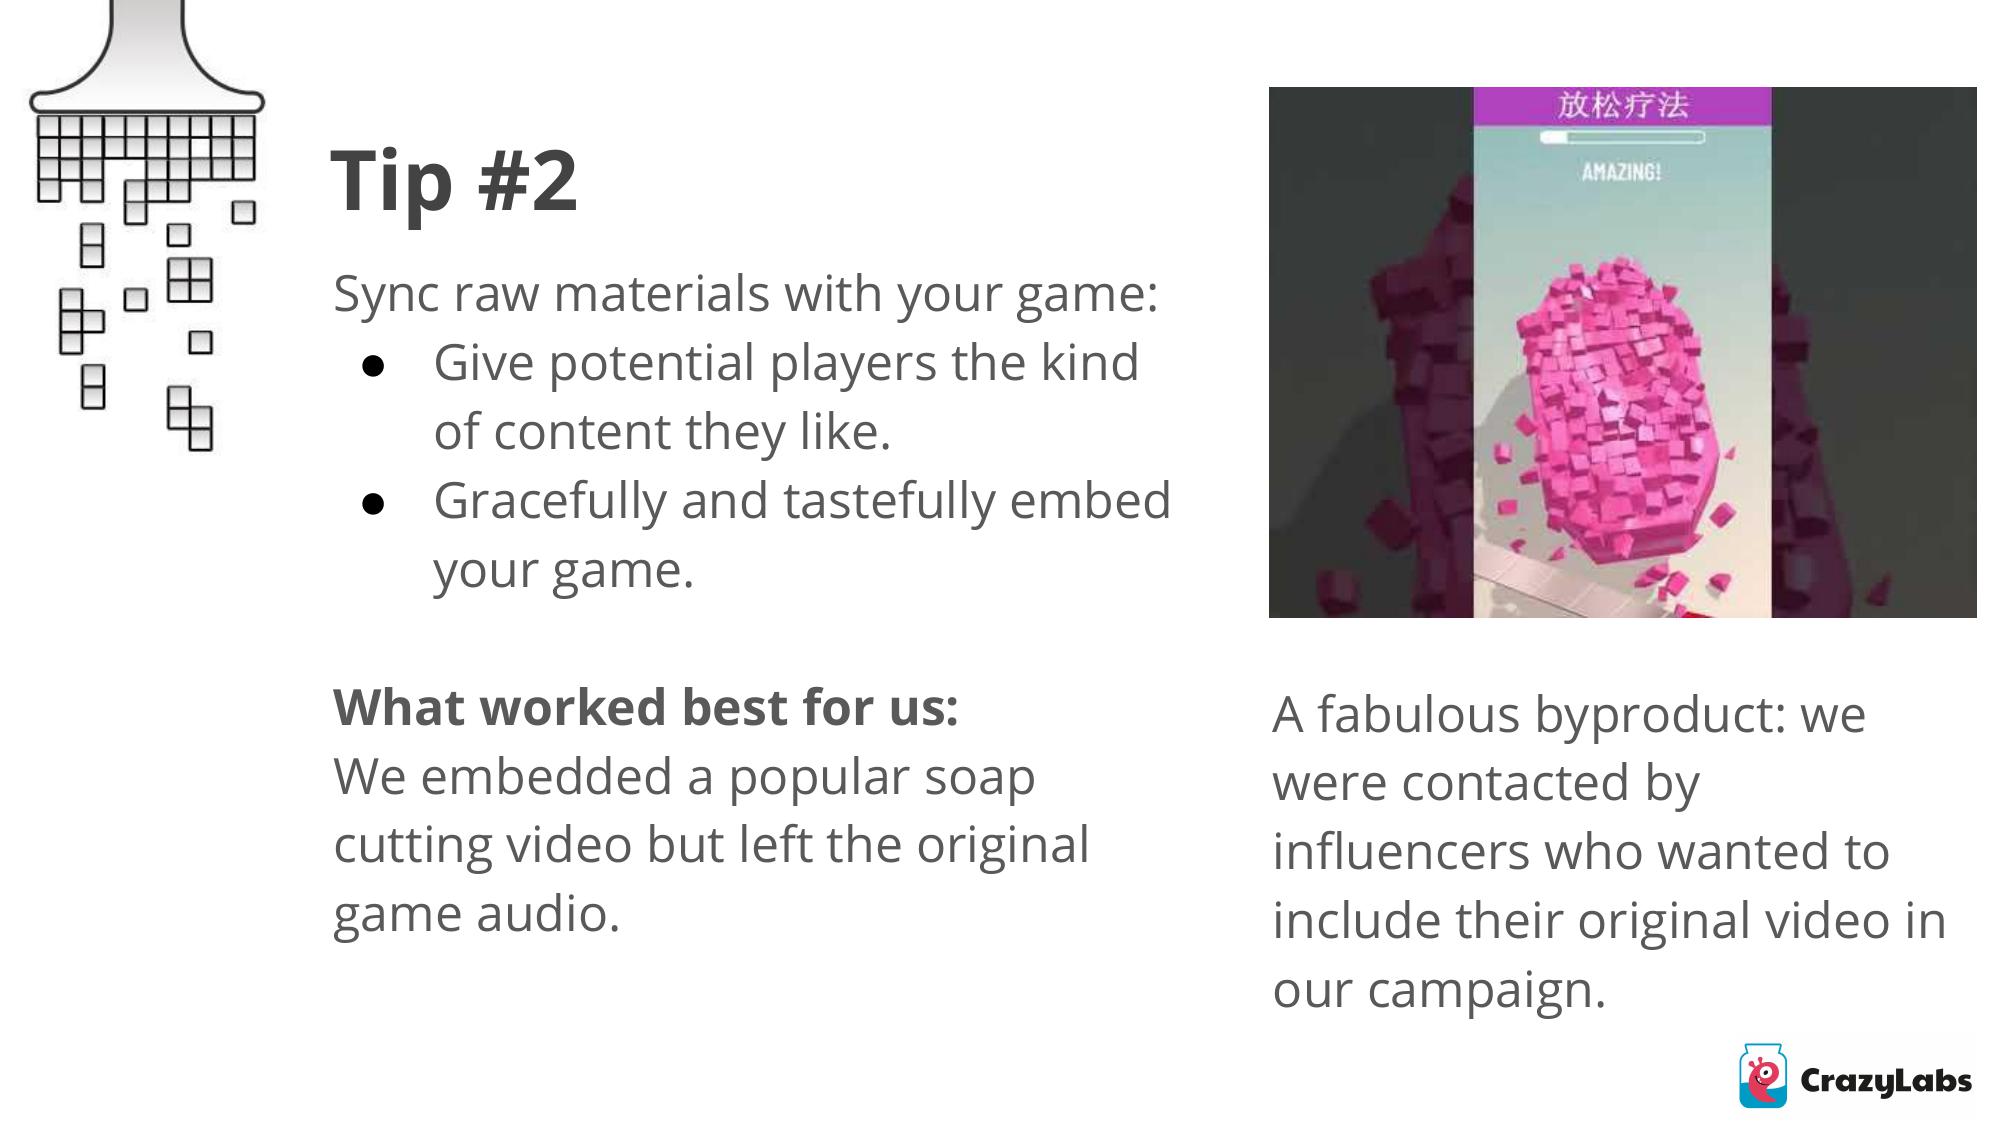 Tip #2
Sync raw materials with your game:
● Give potential players the kind
of content they like.
● Gracefully and tastefully embed
your game.
What worked best for us:
We embedded a popular soap
cutting video but left the original
game audio.
放松疗法
AMAZING!
A fabulous byproduct: we
were contacted by
influencers who wanted to
include their original video in
our campaign.
CrazyLabs